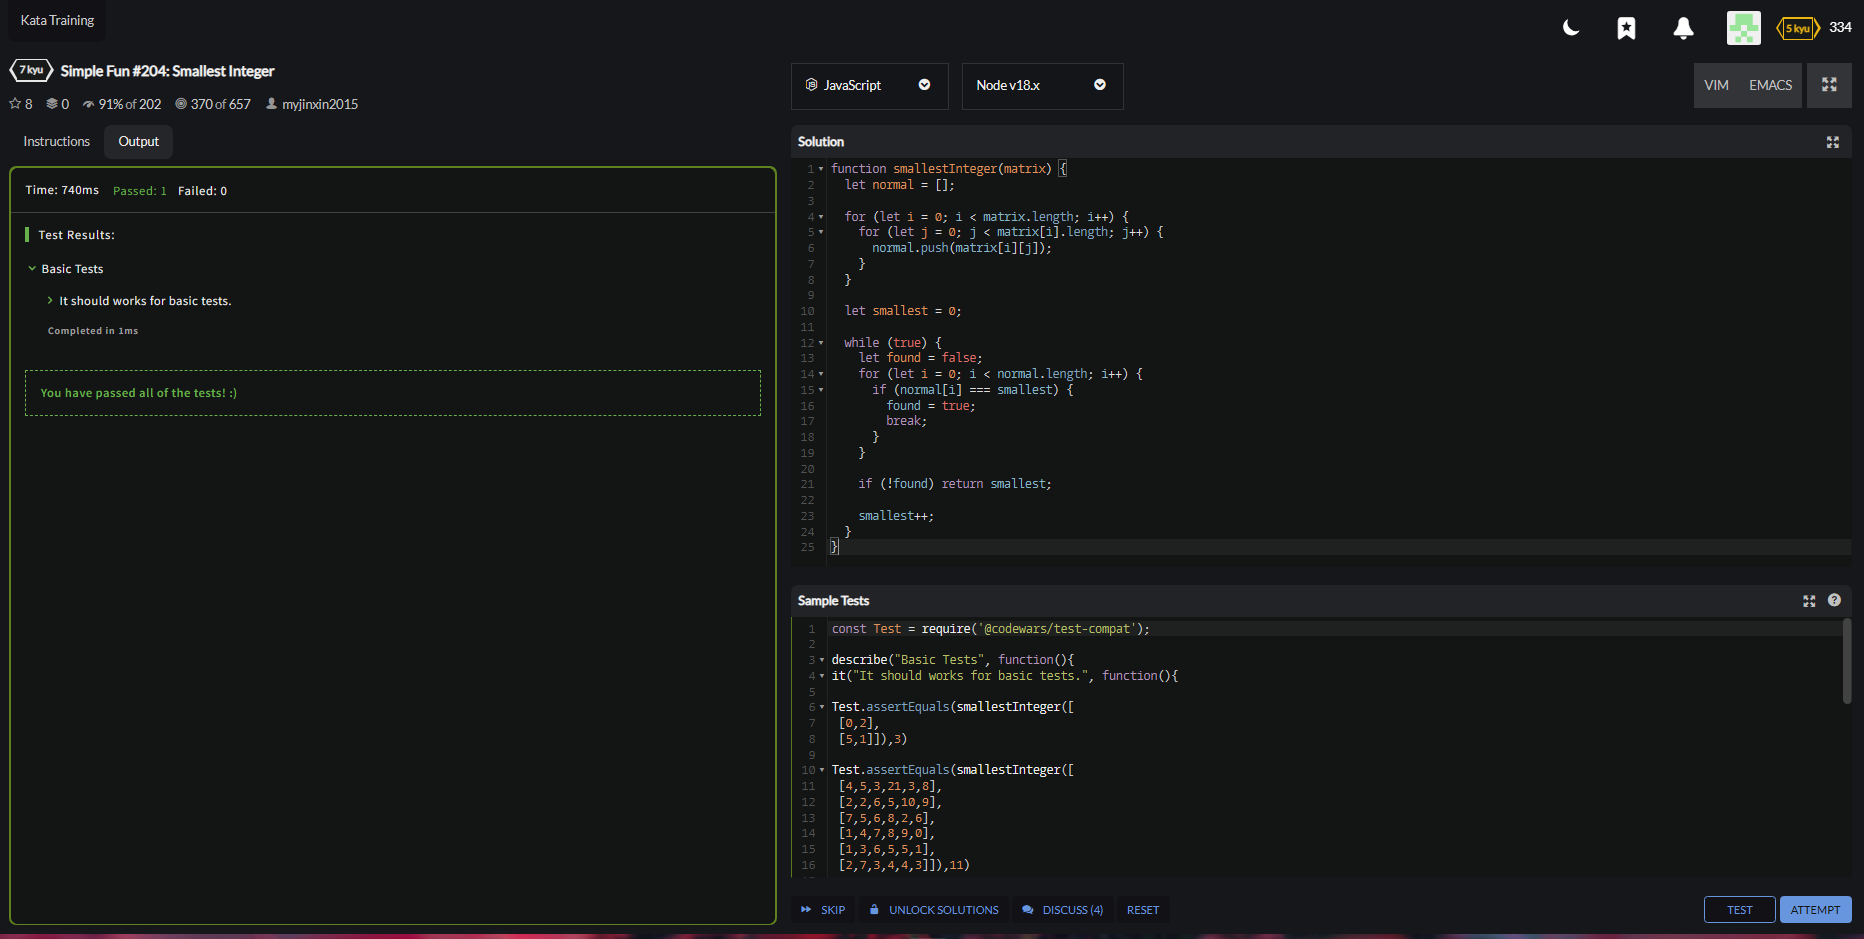 Kata Training
5 kyu 334
7 kyu Simple Fun #204: Smallest Integer
8 0 91% of 202 370 of 657 myjinxin2015
Instructions Output
Time: 740ms Passed: 1 Failed: 0
Test Results:
Basic Tests
It should works for basic tests.
Completed in 1ms
You have passed all of the tests! :)
JavaScript Node v18.x VIM EMACS
Solution
1 function smallestInteger(matrix) {
2 let normal = [];
3
4 for (let i = 0; i < matrix.length; i++) {
5 for (let j = 0; j < matrix[i].length; j++) {
6 normal.push(matrix[i][j]);
7 }
8 }
9
10 let smallest = 0;
11
12 while (true) {
13 let found = false;
14 for (let i = 0; i < normal.length; i++) {
15 if (normal[i] === smallest) {
16 found = true;
17 break;
18 }
19 }
20
21 if (!found) return smallest;
22
23 smallest++;
24 }
25 }
Sample Tests
1 const Test = require('@codewars/test-compat');
2
3 describe("Basic Tests", function(){
4 it("It should works for basic tests.", function(){
5
6 Test.assertEquals(smallestInteger([
7 [0,2],
8 [5,1]]),3)
9
10 Test.assertEquals(smallestInteger([
11 [4,5,3,21,3,8],
12 [2,2,6,5,10,9],
13 [7,5,6,8,2,6],
14 [1,4,7,8,9,0],
15 [1,3,6,5,5,1],
16 [2,7,3,4,4,3]]),11)
SKIP UNLOCK SOLUTIONS DISCUSS (4) RESET TEST ATTEMPT